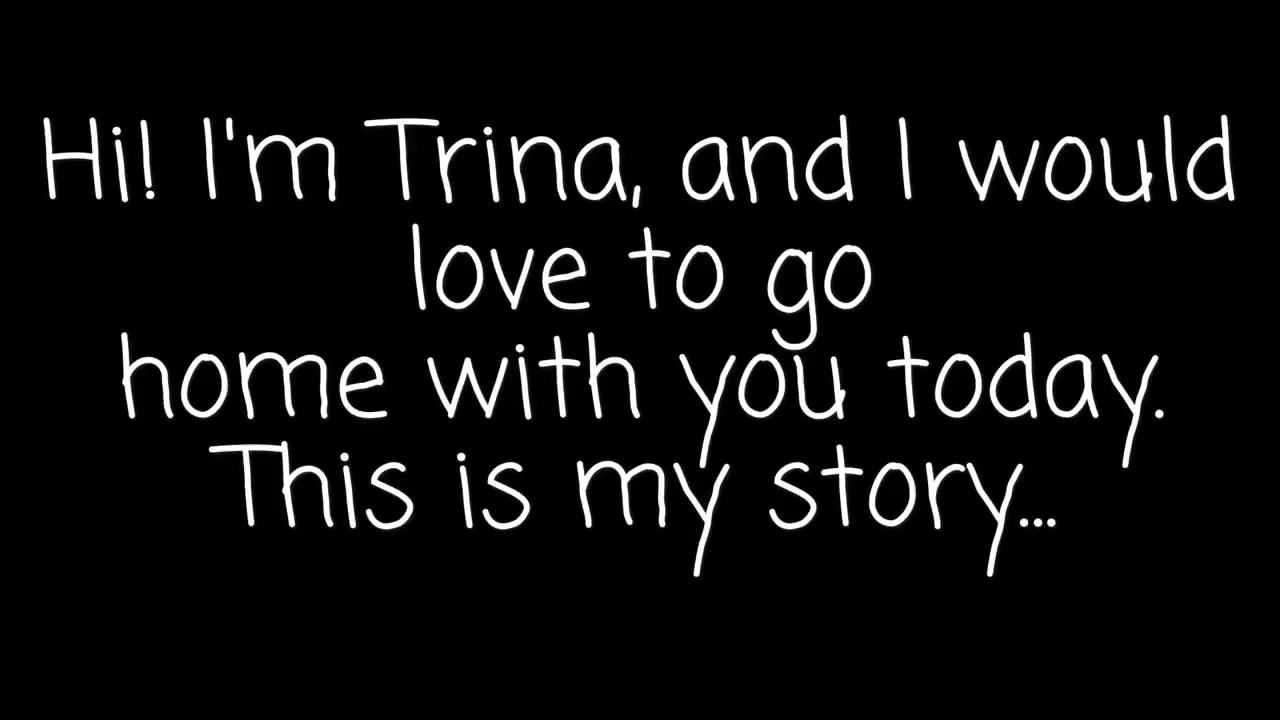 Hi! I'm Trina, and I would
love to go
home with you today.
This is my story...